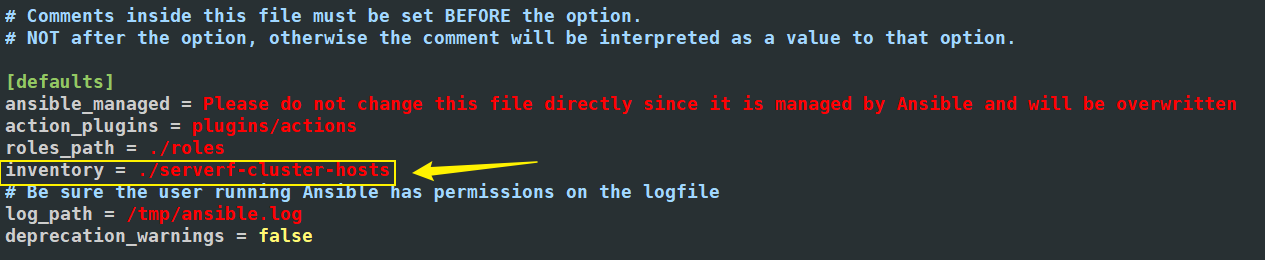 # Comments inside this file must be set BEFORE the option.
# NOT after the option, otherwise the comment will be interpreted as a value to that option.
[defaults]
ansible_managed = Please do not change this file directly since it is managed by Ansible and will be overwritten
action_plugins = plugins/actions
roles_path = ./roles
inventory = ./serverf-cluster-hosts
# Be sure the user running Ansible has permissions on the logfile
log_path = /tmp/ansible.log
deprecation_warnings = false